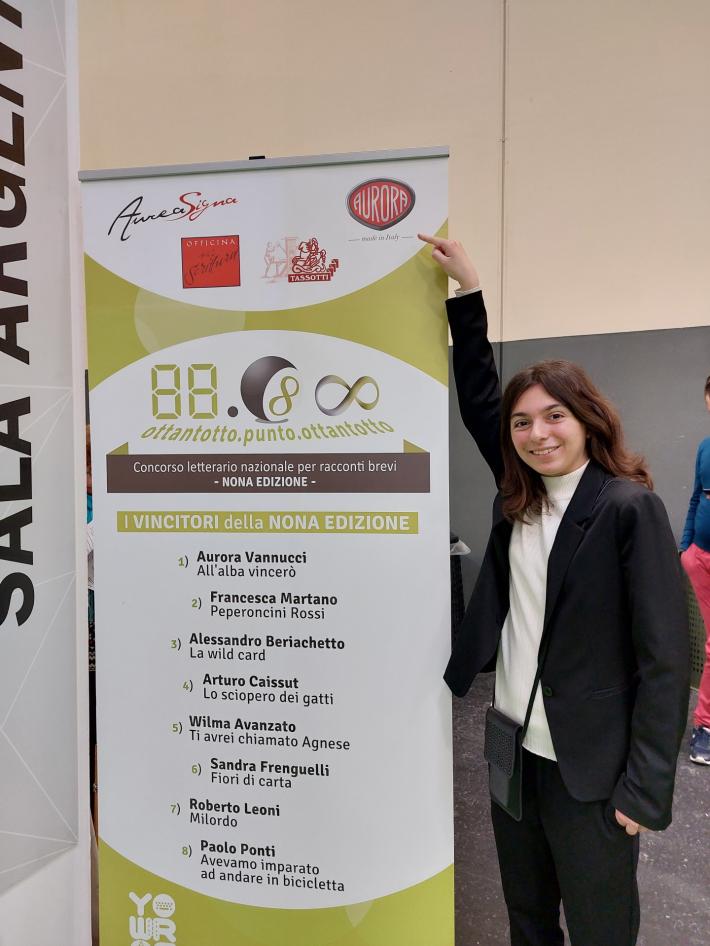 SALA ARGENT
AureaSigna
AURORA
made in Italy
OFFICINA
della
Scrittura
TASSOTTI
88.88
ottantotto.punto.ottantotto
Concorso letterario nazionale per racconti brevi
- NONA EDIZIONE -
I VINCITORI della NONA EDIZIONE
1) Aurora Vannucci
All'alba vincerò
2) Francesca Martano
Peperoncini Rossi
3) Alessandro Beriachetto
La wild card
4) Arturo Caissut
Lo sciopero dei gatti
5) Wilma Avanzato
Ti avrei chiamato Agnese
6) Sandra Frenguelli
Fiori di carta
7) Roberto Leoni
Milordo
8) Paolo Ponti
Avevamo imparato
ad andare in bicicletta
YO
WR